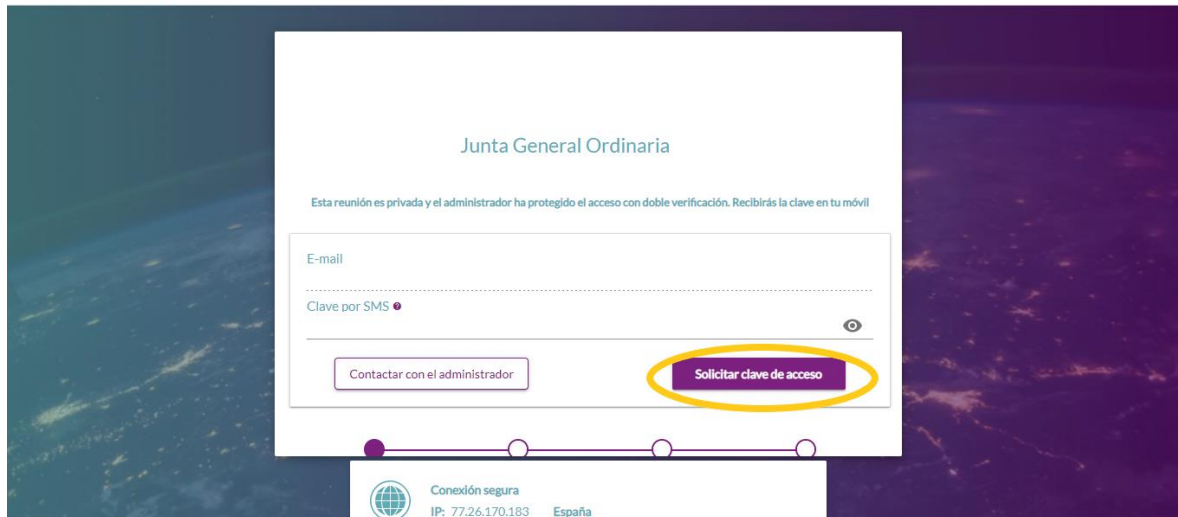 Junta General Ordinaria
Esta reunión es privada y el administrador ha protegido el acceso con doble verificación. Recibirás la clave en tu móvil
E-mail
Clave por SMS ?
Contactar con el administrador
Solicitar clave de acceso
Conexión segura
IP: 77.26.170.183 España